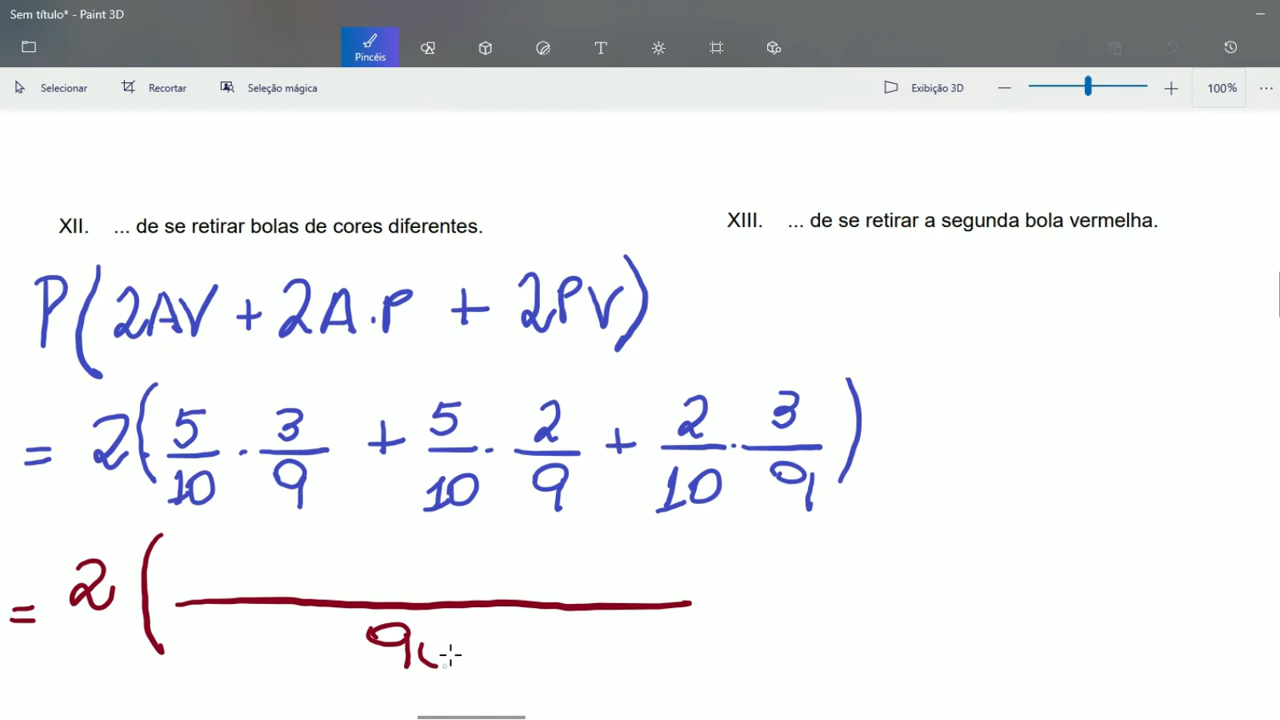 Sem título* - Paint 3D
Pincéis
Selecionar Recortar Seleção mágica Exibição 3D 100%
XII. ... de se retirar bolas de cores diferentes.
XIII. ... de se retirar a segunda bola vermelha.
P(2AV + 2A.P + 2PV)
= 2(5/10 · 3/9 + 5/10 · 2/9 + 2/10 · 3/9)
= 2(
9